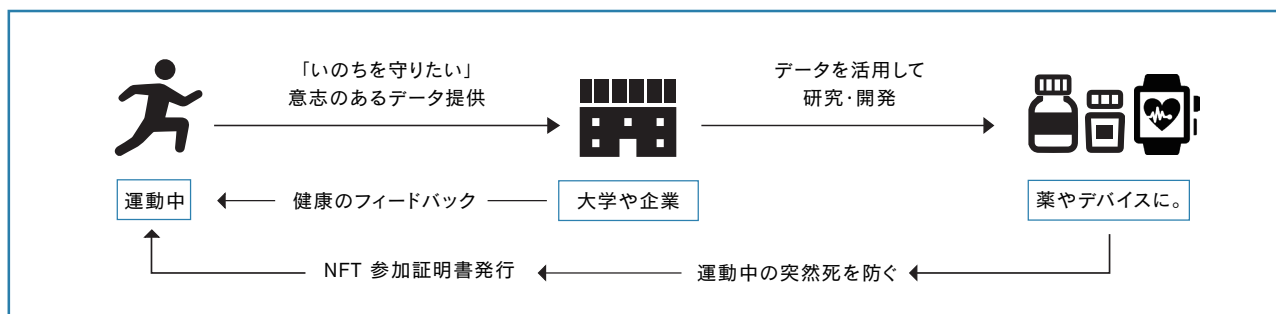 「いのちを守りたい」
意志のあるデータ提供
データを活用して
研究・開発
運動中
健康のフィードバック
大学や企業
薬やデバイスに。
NFT 参加証明書発行
運動中の突然死を防ぐ